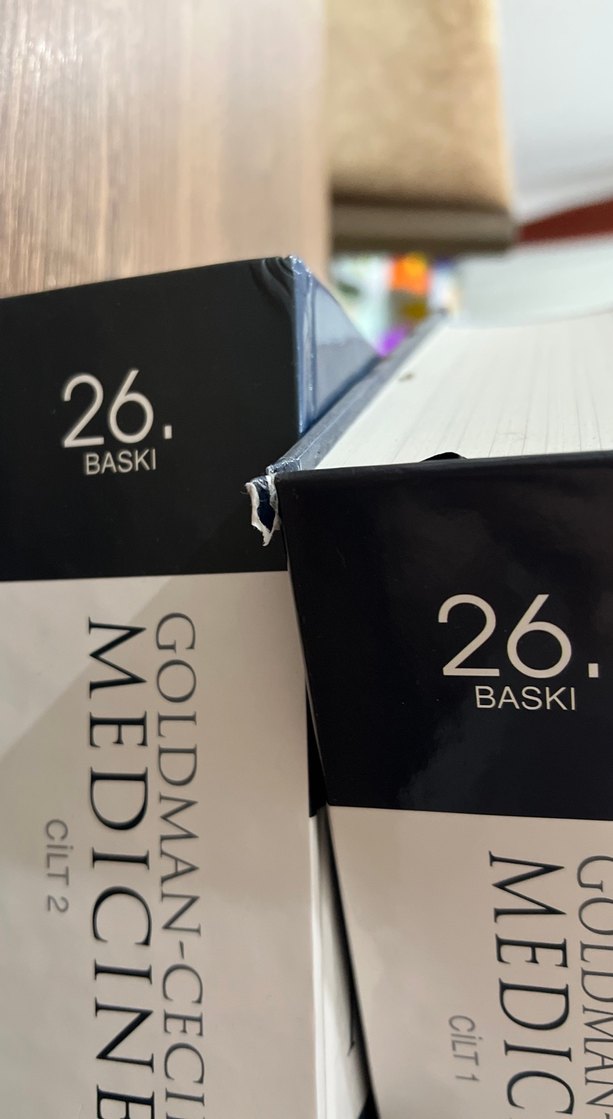 26.
BASKI
GOLDMAN-CECI
MEDICINE
CİLT 2
26.
BASKI
GOLDMAN
MEDIC
CİLT 1